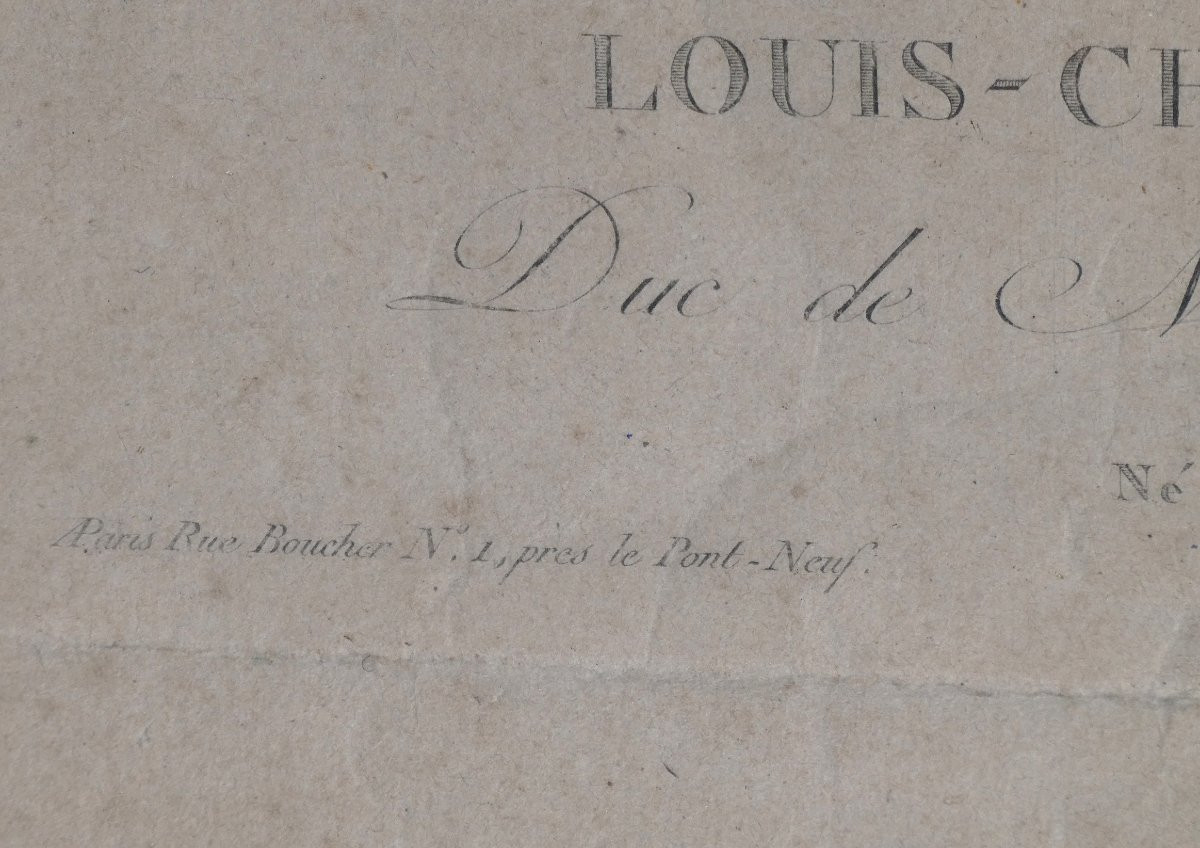 LOUIS-CH
Duc de N
Né
A Paris Rue Boucher N.º 1, pres le Pont-Neuf.